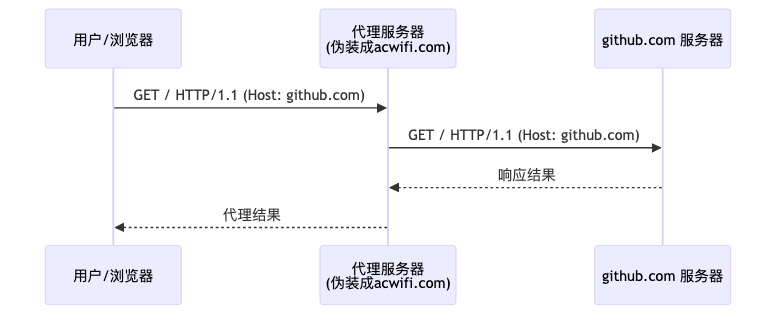 用户/浏览器
代理服务器
(伪装成acwifi.com)
github.com 服务器
GET / HTTP/1.1 (Host: github.com)
GET / HTTP/1.1 (Host: github.com)
响应结果
代理结果
用户/浏览器
代理服务器
(伪装成acwifi.com)
github.com 服务器